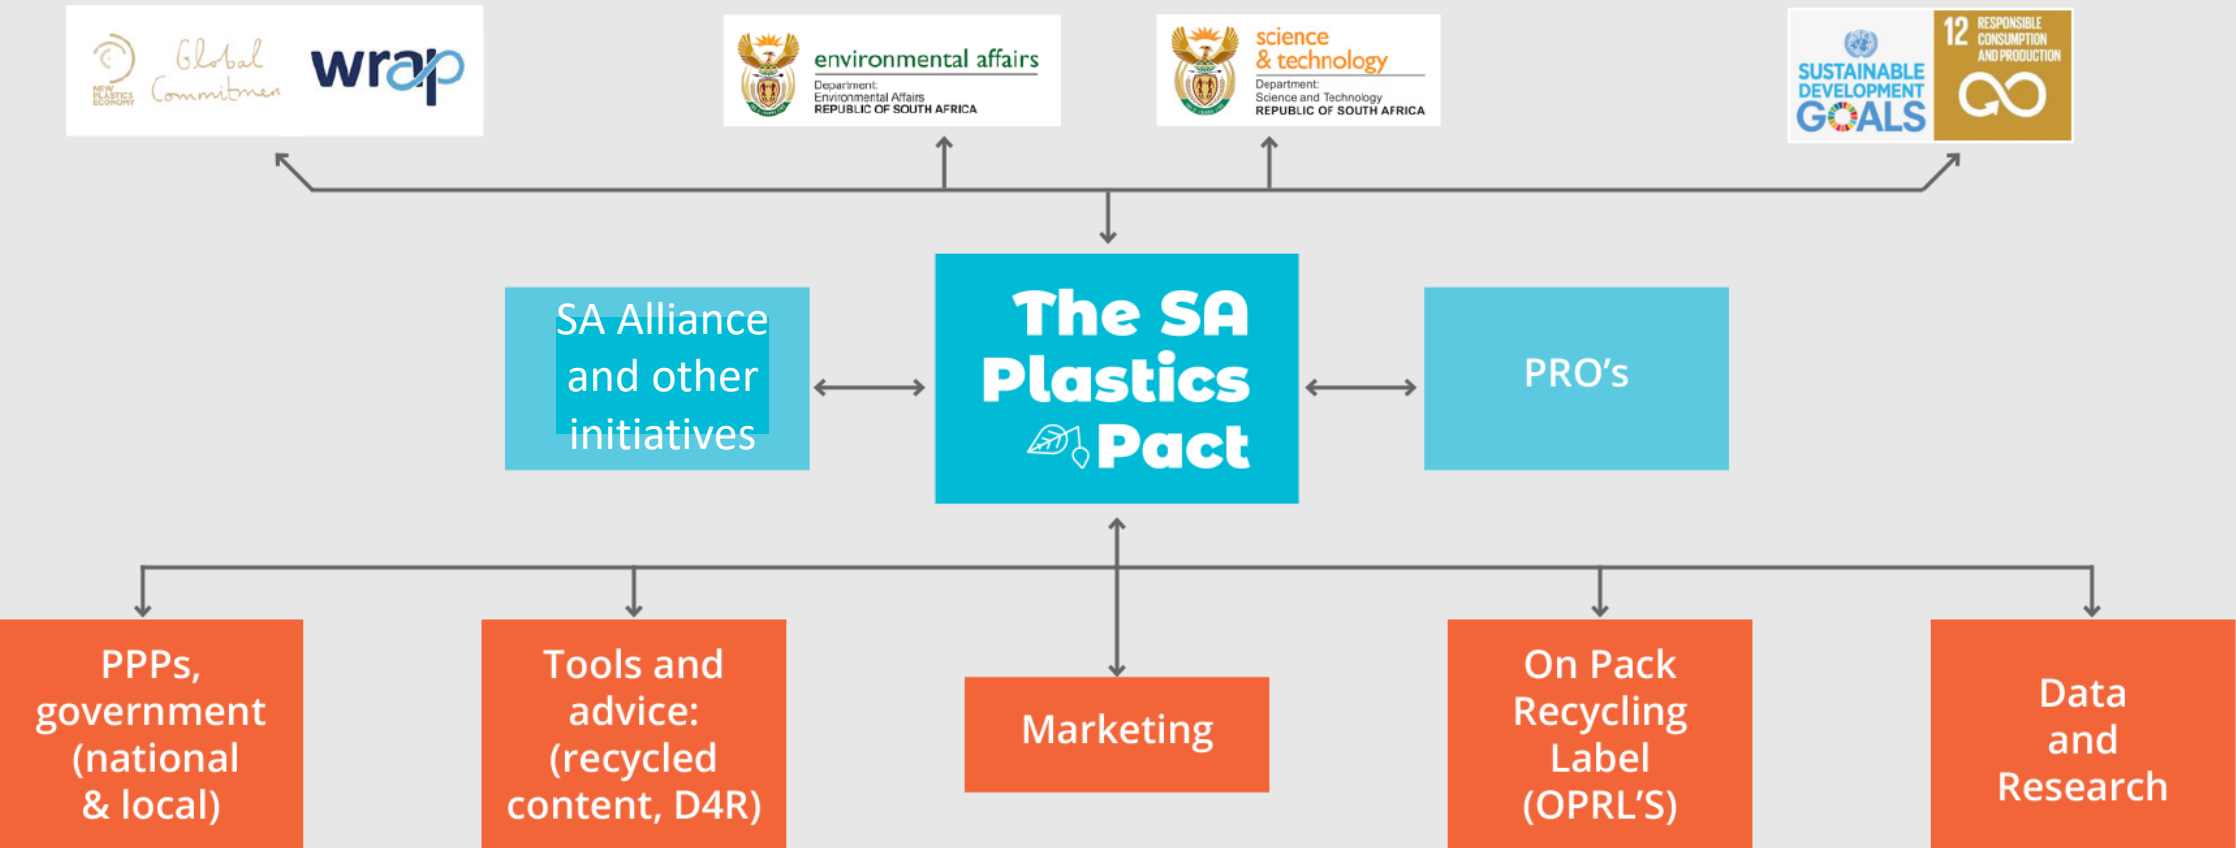 NEW
PLASTICS
ECONOMY
Global
Commitmen
wrap
environmental affairs
Department:
Environmental Affairs
REPUBLIC OF SOUTH AFRICA
science
& technology
Department:
Science and Technology
REPUBLIC OF SOUTH AFRICA
SUSTAINABLE
DEVELOPMENT
GOALS
12 RESPONSIBLE
CONSUMPTION
AND PRODUCTION
SA Alliance
and other
initiatives
The SA
Plastics
Pact
PRO's
PPPs,
government
(national
& local)
Tools and
advice:
(recycled
content, D4R)
Marketing
On Pack
Recycling
Label
(OPRL'S)
Data
and
Research